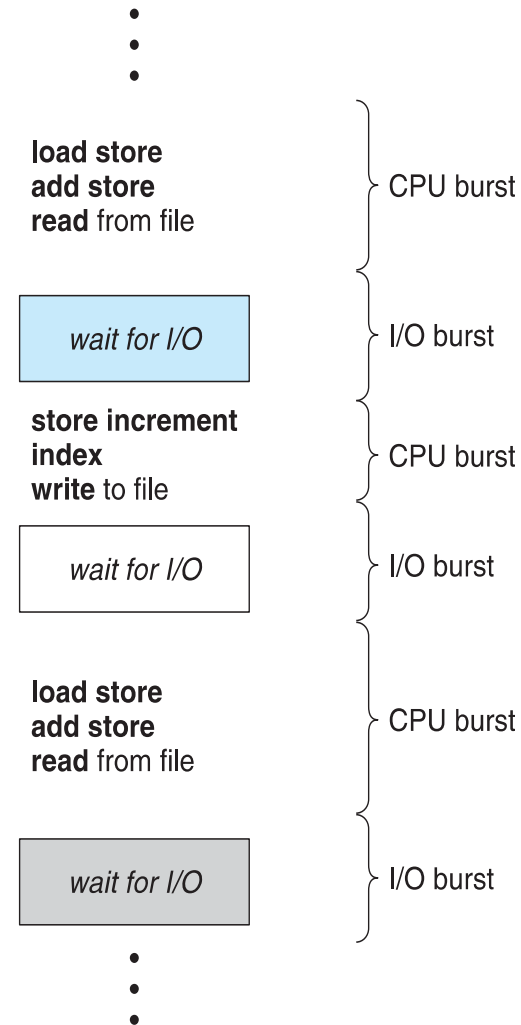 load store
add store
read from file
CPU burst
wait for I/O
I/O burst
store increment
index
write to file
CPU burst
wait for I/O
I/O burst
load store
add store
read from file
CPU burst
wait for I/O
I/O burst